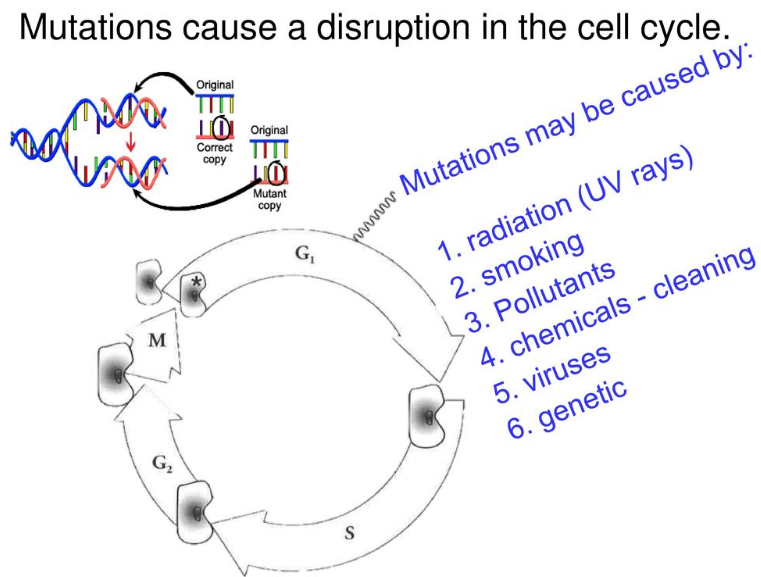 Mutations cause a disruption in the cell cycle.
Original
Correct
copy
Original
Mutant
copy
Mutations may be caused by:
1. radiation (UV rays)
2. smoking
3. Pollutants
4. chemicals - cleaning
5. viruses
6. genetic
G₁
*
M
G₂
S